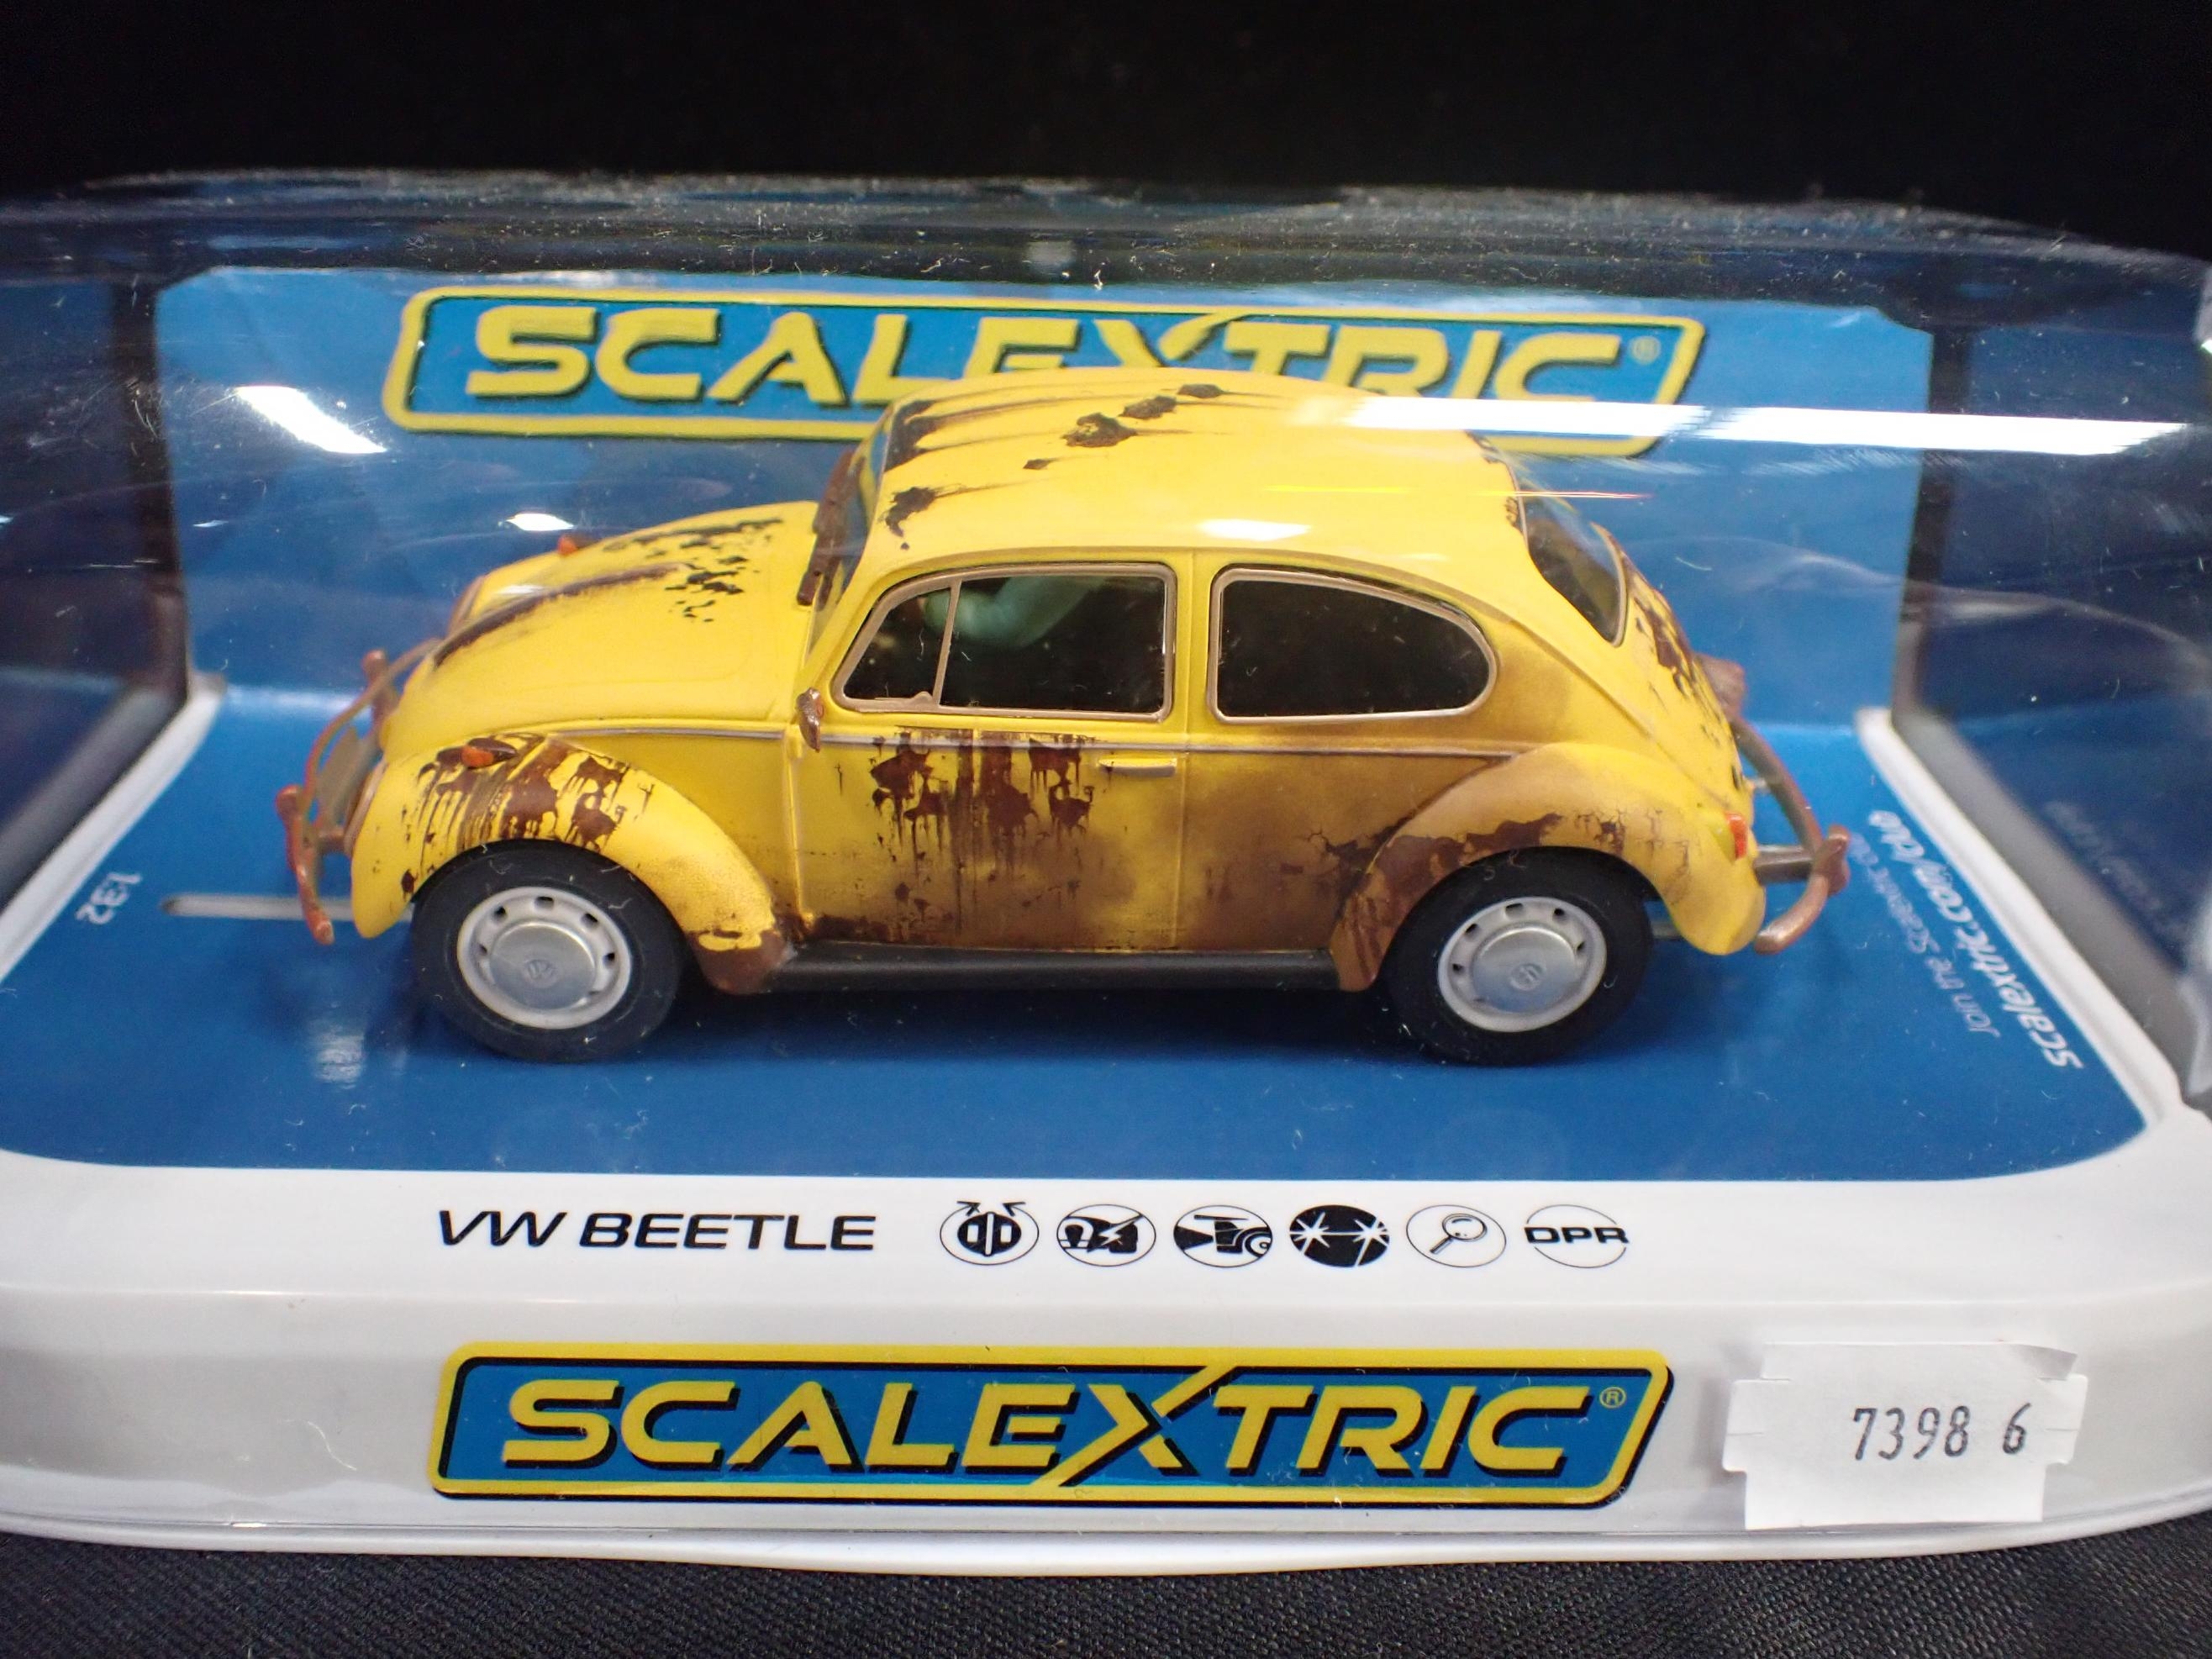 SCALEXTRIC®
1:32
Join the Scalextric club
scalextric.com/club
VW BEETLE DPR
SCALEXTRIC®
7398 6